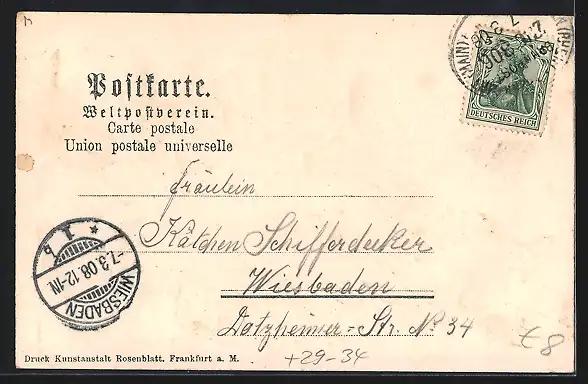 Postkarte.
Weltpostverein.
Carte postale
Union postale universelle
DEUTSCHES REICH
Fräulein
Kätchen Schifferdecker
Wiesbaden
Dotzheimer-Str. No 34
WIESBADEN
-7.3.08.12-1N
+29-34
€8
Druck Kunstanstalt Rosenblatt, Frankfurt a. M.